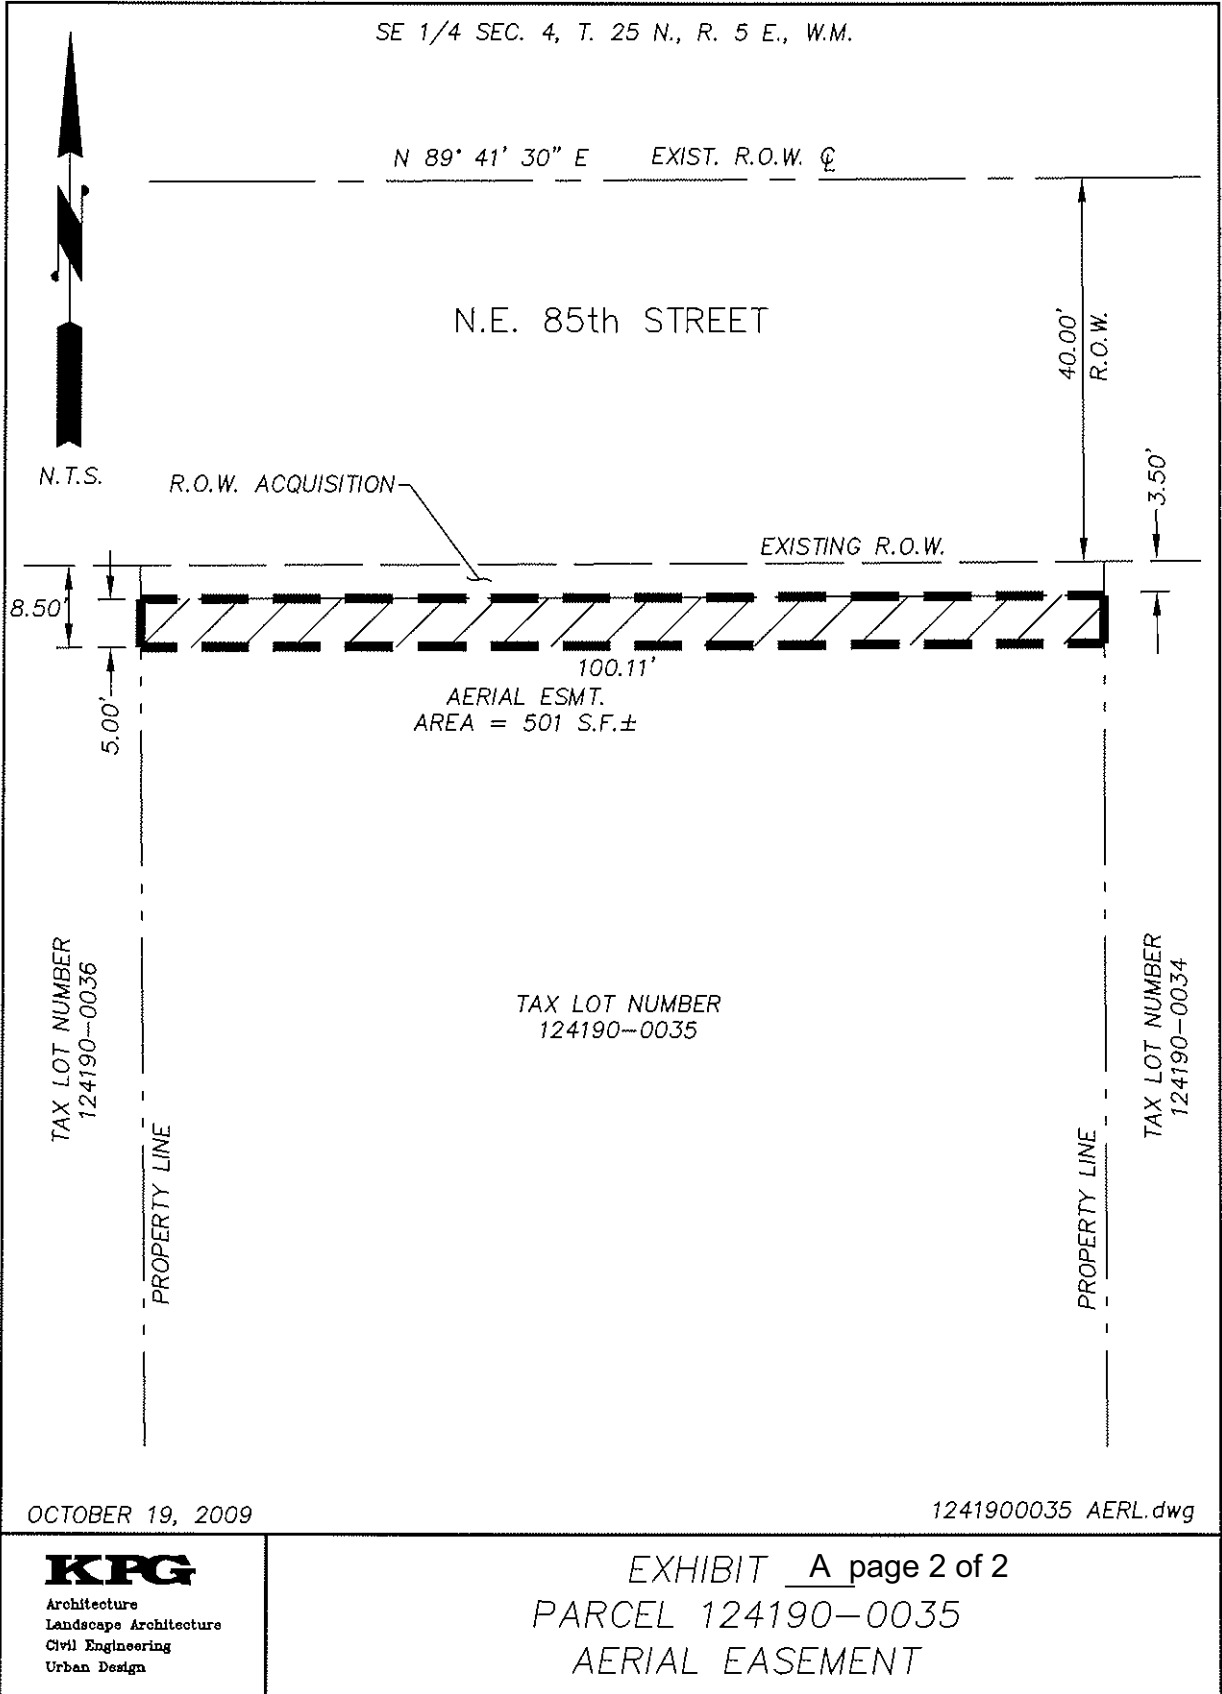 SE 1/4 SEC. 4, T. 25 N., R. 5 E., W.M.
N 89° 41' 30" E EXIST. R.O.W. ℄
N.E. 85th STREET
40.00'
R.O.W.
N
N.T.S.
R.O.W. ACQUISITION
3.50'
EXISTING R.O.W.
8.50'
5.00'
100.11'
AERIAL ESMT.
AREA = 501 S.F.±
TAX LOT NUMBER
124190-0036
TAX LOT NUMBER
124190-0035
TAX LOT NUMBER
124190-0034
PROPERTY LINE
PROPERTY LINE
OCTOBER 19, 2009
1241900035 AERL.dwg
KPG
Architecture
Landscape Architecture
Civil Engineering
Urban Design
EXHIBIT A page 2 of 2
PARCEL 124190-0035
AERIAL EASEMENT